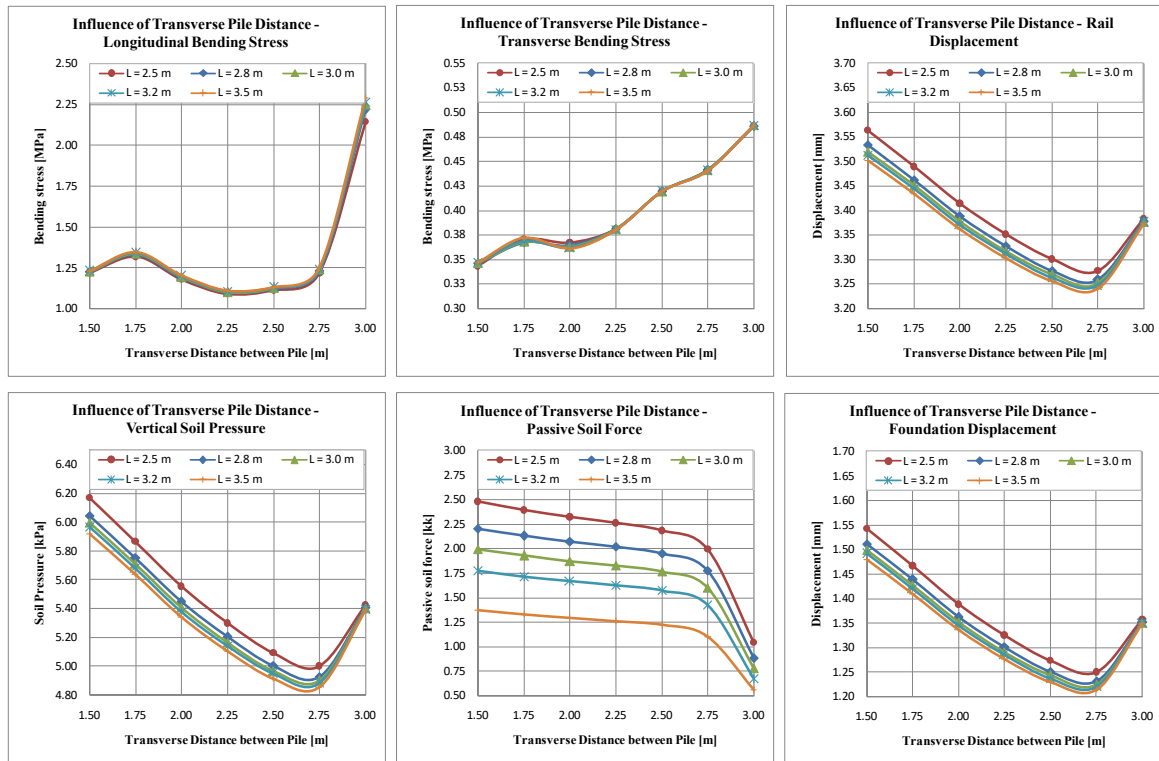 Influence of Transverse Pile Distance -
Longitudinal Bending Stress
2.50
2.25
2.00
1.75
1.50
1.25
1.00
L = 2.5 m
L = 2.8 m
L = 3.0 m
L = 3.2 m
L = 3.5 m
Bending stress [MPa]
1.50 1.75 2.00 2.25 2.50 2.75 3.00
Transverse Distance between Pile [m]
Influence of Transverse Pile Distance -
Transverse Bending Stress
0.55
0.53
0.50
0.48
0.45
0.43
0.40
0.38
0.35
0.33
0.30
L = 2.5 m
L = 2.8 m
L = 3.0 m
L = 3.2 m
L = 3.5 m
Bending stress [MPa]
1.50 1.75 2.00 2.25 2.50 2.75 3.00
Transverse Distance between Pile [m]
Influence of Transverse Pile Distance - Rail
Displacement
3.70
3.65
3.60
3.55
3.50
3.45
3.40
3.35
3.30
3.25
3.20
L = 2.5 m
L = 2.8 m
L = 3.0 m
L = 3.2 m
L = 3.5 m
Displacement [mm]
1.50 1.75 2.00 2.25 2.50 2.75 3.00
Transverse Distance between Pile [m]
Influence of Transverse Pile Distance -
Vertical Soil Pressure
6.40
6.20
6.00
5.80
5.60
5.40
5.20
5.00
4.80
L = 2.5 m
L = 2.8 m
L = 3.0 m
L = 3.2 m
L = 3.5 m
Soil Pressure [kPa]
1.50 1.75 2.00 2.25 2.50 2.75 3.00
Transverse Distance between Pile [m]
Influence of Transverse Pile Distance -
Passive Soil Force
3.00
2.75
2.50
2.25
2.00
1.75
1.50
1.25
1.00
0.75
0.50
L = 2.5 m
L = 2.8 m
L = 3.0 m
L = 3.2 m
L = 3.5 m
Passive soil force [kk]
1.50 1.75 2.00 2.25 2.50 2.75 3.00
Transverse Distance between Pile [m]
Influence of Transverse Pile Distance -
Foundation Displacement
1.70
1.65
1.60
1.55
1.50
1.45
1.40
1.35
1.30
1.25
1.20
L = 2.5 m
L = 2.8 m
L = 3.0 m
L = 3.2 m
L = 3.5 m
Displacement [mm]
1.50 1.75 2.00 2.25 2.50 2.75 3.00
Transverse Distance between Pile [m]